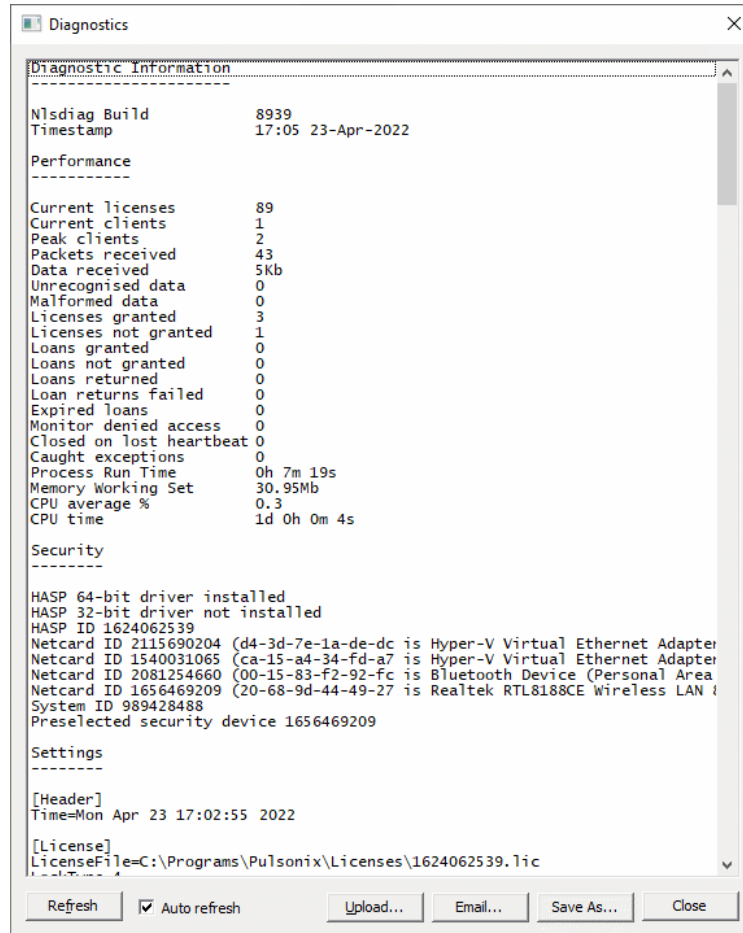 Diagnostics
Diagnostic Information
----------------------
Nlsdiag Build 8939
Timestamp 17:05 23-Apr-2022
Performance
-----------
Current licenses 89
Current clients 1
Peak clients 2
Packets received 43
Data received 5Kb
Unrecognised data 0
Malformed data 0
Licenses granted 3
Licenses not granted 1
Loans granted 0
Loans not granted 0
Loans returned 0
Loan returns failed 0
Expired loans 0
Monitor denied access 0
Closed on lost heartbeat 0
Caught exceptions 0
Process Run Time 0h 7m 19s
Memory Working Set 30.95Mb
CPU average % 0.3
CPU time 1d 0h 0m 4s
Security
--------
HASP 64-bit driver installed
HASP 32-bit driver not installed
HASP ID 1624062539
Netcard ID 2115690204 (d4-3d-7e-1a-de-dc is Hyper-V Virtual Ethernet Adapter
Netcard ID 1540031065 (ca-15-a4-34-fd-a7 is Hyper-V Virtual Ethernet Adapter
Netcard ID 2081254660 (00-15-83-f2-92-fc is Bluetooth Device (Personal Area
Netcard ID 1656469209 (20-68-9d-44-49-27 is Realtek RTL8188CE Wireless LAN
System ID 989428488
Preselected security device 1656469209
Settings
--------
[Header]
Time=Mon Apr 23 17:02:55 2022
[License]
LicenseFile=C:\Programs\Pulsonix\Licenses\1624062539.lic
Refresh Auto refresh Upload... Email... Save As... Close